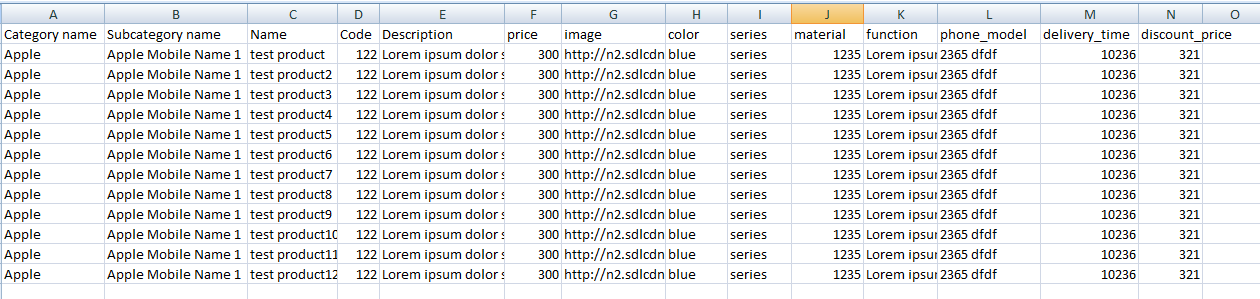 A B C D E F G H I J K L M N O
Category name Subcategory name Name Code Description price image color series material function phone_model delivery_time discount_price
Apple Apple Mobile Name 1 test product 122 Lorem ipsum dolor s 300 http://n2.sdlcdn blue series 1235 Lorem ipsu 2365 dfdf 10236 321
Apple Apple Mobile Name 1 test product2 122 Lorem ipsum dolor s 300 http://n2.sdlcdn blue series 1235 Lorem ipsu 2365 dfdf 10236 321
Apple Apple Mobile Name 1 test product3 122 Lorem ipsum dolor s 300 http://n2.sdlcdn blue series 1235 Lorem ipsu 2365 dfdf 10236 321
Apple Apple Mobile Name 1 test product4 122 Lorem ipsum dolor s 300 http://n2.sdlcdn blue series 1235 Lorem ipsu 2365 dfdf 10236 321
Apple Apple Mobile Name 1 test product5 122 Lorem ipsum dolor s 300 http://n2.sdlcdn blue series 1235 Lorem ipsu 2365 dfdf 10236 321
Apple Apple Mobile Name 1 test product6 122 Lorem ipsum dolor s 300 http://n2.sdlcdn blue series 1235 Lorem ipsu 2365 dfdf 10236 321
Apple Apple Mobile Name 1 test product7 122 Lorem ipsum dolor s 300 http://n2.sdlcdn blue series 1235 Lorem ipsu 2365 dfdf 10236 321
Apple Apple Mobile Name 1 test product8 122 Lorem ipsum dolor s 300 http://n2.sdlcdn blue series 1235 Lorem ipsu 2365 dfdf 10236 321
Apple Apple Mobile Name 1 test product9 122 Lorem ipsum dolor s 300 http://n2.sdlcdn blue series 1235 Lorem ipsu 2365 dfdf 10236 321
Apple Apple Mobile Name 1 test product10 122 Lorem ipsum dolor s 300 http://n2.sdlcdn blue series 1235 Lorem ipsu 2365 dfdf 10236 321
Apple Apple Mobile Name 1 test product11 122 Lorem ipsum dolor s 300 http://n2.sdlcdn blue series 1235 Lorem ipsu 2365 dfdf 10236 321
Apple Apple Mobile Name 1 test product12 122 Lorem ipsum dolor s 300 http://n2.sdlcdn blue series 1235 Lorem ipsu 2365 dfdf 10236 321